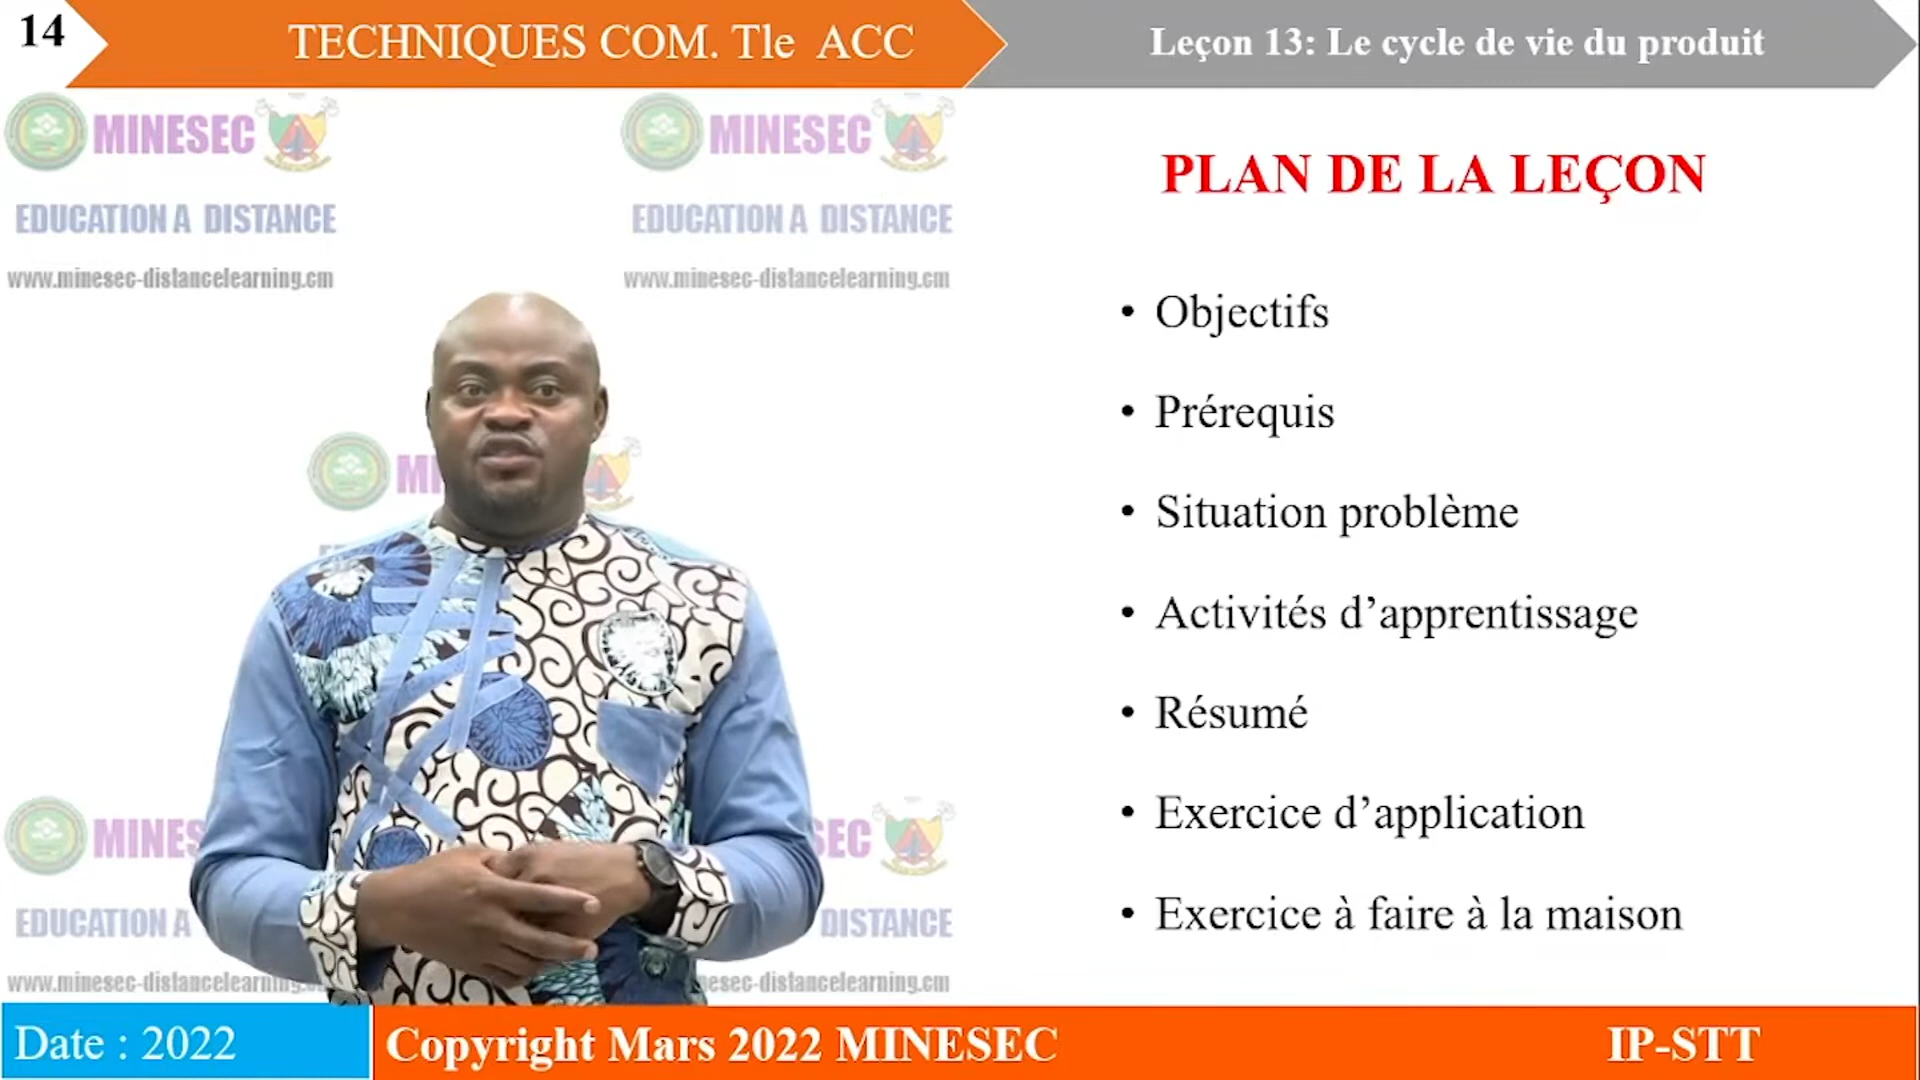 14
TECHNIQUES COM. Tle ACC
Leçon 13: Le cycle de vie du produit
MINESEC
EDUCATION A DISTANCE
www.minesec-distancelearning.cm
MINESEC
EDUCATION A DISTANCE
www.minesec-distancelearning.cm
PLAN DE LA LEÇON
• Objectifs
• Prérequis
• Situation problème
• Activités d’apprentissage
• Résumé
• Exercice d’application
• Exercice à faire à la maison
Date : 2022
Copyright Mars 2022 MINESEC
IP-STT